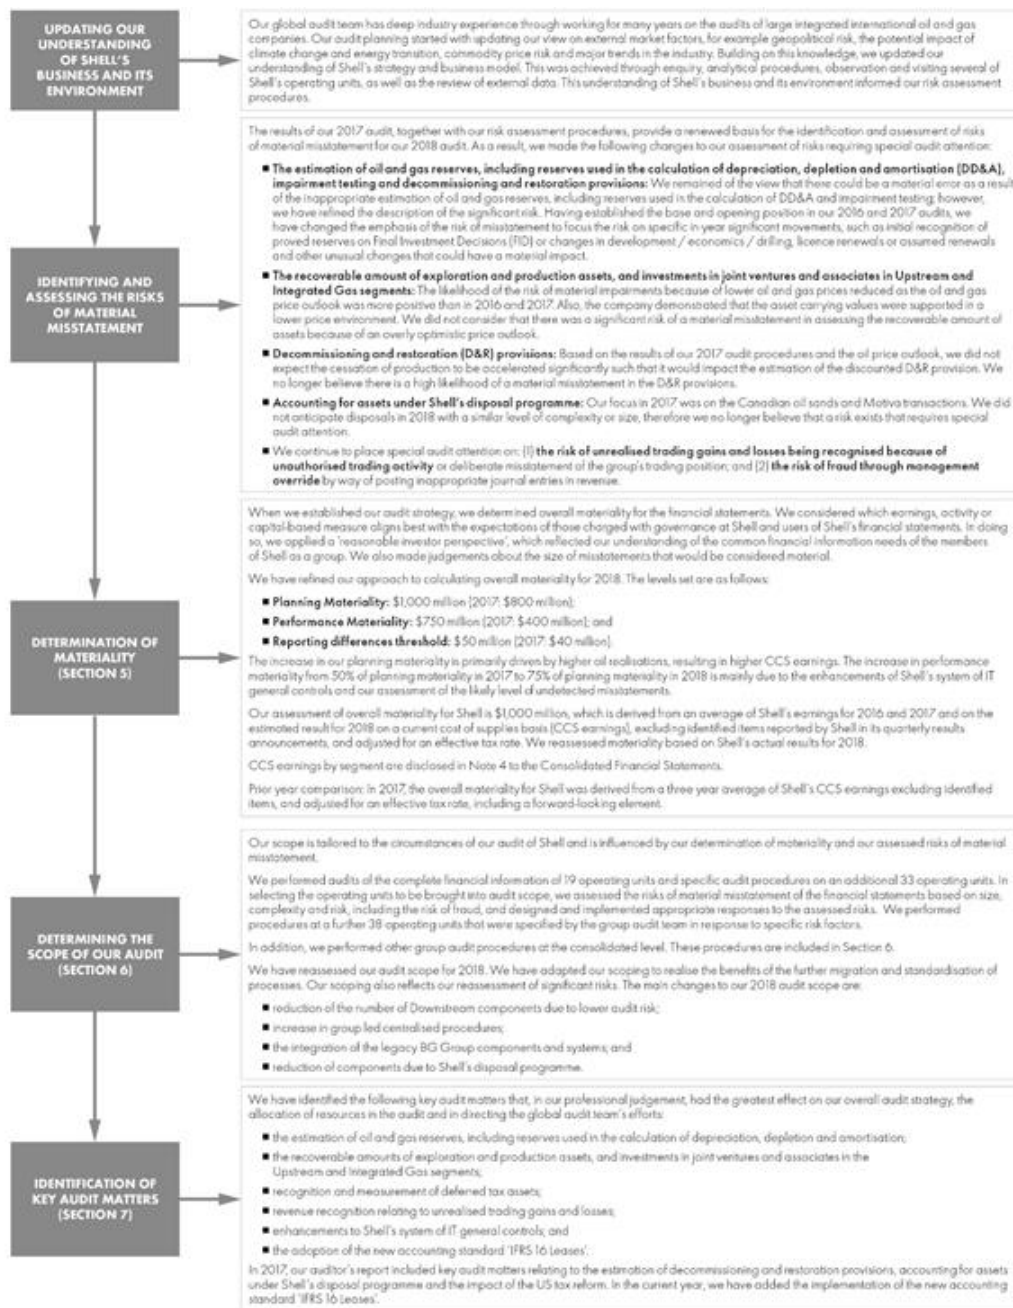 UPDATING OUR
UNDERSTANDING
OF SHELL'S
BUSINESS AND ITS
ENVIRONMENT
Our global audit team has deep industry experience through working for many years on the audits of large integrated international oil and gas
companies. Our audit planning started with updating our view on external market factors, for example geopolitical risk, the potential impact of
climate change and energy transition, commodity price risk and major trends in the industry. Building on this knowledge, we updated our
understanding of Shell's strategy and business model. This was achieved through enquiry, analytical procedures, observation and visiting several of
Shell's operating units, as well as the review of external data. This understanding of Shell's business and its environment informed our risk assessment
procedures.
IDENTIFYING AND
ASSESSING THE RISKS
OF MATERIAL
MISSTATEMENT
The results of our 2017 audit, together with our risk assessment procedures, provide a renewed basis for the identification and assessment of risks
of material misstatement for our 2018 audit. As a result, we made the following changes to our assessment of risks requiring special audit attention:
■ The estimation of oil and gas reserves, including reserves used in the calculation of depreciation, depletion and amortisation (DD&A),
impairment testing and decommissioning and restoration provisions: We remained of the view that there could be a material error as a result
of the inappropriate estimation of oil and gas reserves, including reserves used in the calculation of DD&A and impairment testing; however,
we have refined the description of the significant risk. Having established the base and opening position in our 2016 and 2017 audits, we
have changed the emphasis of the risk of misstatement to focus the risk on specific in year significant movements, such as initial recognition of
proved reserves on Final Investment Decisions (FID) or changes in development / economics / drilling, licence renewals or assumed renewals
and other unusual changes that could have a material impact.
■ The recoverable amount of exploration and production assets, and investments in joint ventures and associates in Upstream and
Integrated Gas segments: The likelihood of the risk of material impairments because of lower oil and gas prices reduced as the oil and gas
price outlook was more positive than in 2016 and 2017. Also, the company demonstrated that the asset carrying values were supported in a
lower price environment. We did not consider that there was a significant risk of a material misstatement in assessing the recoverable amount of
assets because of an overly optimistic price outlook.
■ Decommissioning and restoration (D&R) provisions: Based on the results of our 2017 audit procedures and the oil price outlook, we did not
expect the cessation of production to be accelerated significantly such that it would impact the estimation of the discounted D&R provision. We
no longer believe there is a high likelihood of a material misstatement in the D&R provisions.
■ Accounting for assets under Shell's disposal programme: Our focus in 2017 was on the Canadian oil sands and Motiva transactions. We did
not anticipate disposals in 2018 with a similar level of complexity or size, therefore we no longer believe that a risk exists that requires special
audit attention.
■ We continue to place special audit attention on: (1) the risk of unrealised trading gains and losses being recognised because of
unauthorised trading activity or deliberate misstatement of the group's trading position; and (2) the risk of fraud through management
override by way of posting inappropriate journal entries in revenue.
DETERMINATION OF
MATERIALITY
(SECTION 5)
When we established our audit strategy, we determined overall materiality for the financial statements. We considered which earnings, activity or
capital-based measure aligns best with the expectations of those charged with governance at Shell and users of Shell's financial statements. In doing
so, we applied a 'reasonable investor perspective', which reflected our understanding of the common financial information needs of the members
of Shell as a group. We also made judgements about the size of misstatements that would be considered material.
We have refined our approach to calculating overall materiality for 2018. The levels set are as follows:
■ Planning Materiality: $1,000 million (2017: $800 million);
■ Performance Materiality: $750 million (2017: $400 million); and
■ Reporting differences threshold: $50 million (2017: $40 million).
The increase in our planning materiality is primarily driven by higher oil realisations, resulting in higher CCS earnings. The increase in performance
materiality from 50% of planning materiality in 2017 to 75% of planning materiality in 2018 is mainly due to the enhancements of Shell's system of IT
general controls and our assessment of the likely level of undetected misstatements.
Our assessment of overall materiality for Shell is $1,000 million, which is derived from an average of Shell's earnings for 2016 and 2017 and on the
estimated result for 2018 on a current cost of supplies basis (CCS earnings), excluding identified items reported by Shell in its quarterly results
announcements, and adjusted for an effective tax rate. We reassessed materiality based on Shell's actual results for 2018.
CCS earnings by segment are disclosed in Note 4 to the Consolidated Financial Statements.
Prior year comparison: In 2017, the overall materiality for Shell was derived from a three year average of Shell's CCS earnings excluding identified
items, and adjusted for an effective tax rate, including a forward-looking element.
DETERMINING THE
SCOPE OF OUR AUDIT
(SECTION 6)
Our scope is tailored to the circumstances of our audit of Shell and is influenced by our determination of materiality and our assessed risks of material
misstatement.
We performed audits of the complete financial information of 19 operating units and specific audit procedures on an additional 33 operating units. In
selecting the operating units to be brought into audit scope, we assessed the risks of material misstatement of the financial statements based on size,
complexity and risk, including the risk of fraud, and designed and implemented appropriate responses to the assessed risks. We performed
procedures at a further 38 operating units that were specified by the group audit team in response to specific risk factors.
In addition, we performed other group audit procedures at the consolidated level. These procedures are included in Section 6.
We have reassessed our audit scope for 2018. We have adapted our scoping to realise the benefits of the further migration and standardisation of
processes. Our scoping also reflects our reassessment of significant risks. The main changes to our 2018 audit scope are:
■ reduction of the number of Downstream components due to lower audit risk;
■ increase in group led centralised procedures;
■ the integration of the legacy BG Group components and systems; and
■ reduction of components due to Shell's disposal programme.
IDENTIFICATION OF
KEY AUDIT MATTERS
(SECTION 7)
We have identified the following key audit matters that, in our professional judgement, had the greatest effect on our overall audit strategy, the
allocation of resources in the audit and in directing the global audit team's efforts:
■ the estimation of oil and gas reserves, including reserves used in the calculation of depreciation, depletion and amortisation;
■ the recoverable amounts of exploration and production assets, and investments in joint ventures and associates in the
Upstream and Integrated Gas segments;
■ recognition and measurement of deferred tax assets;
■ revenue recognition relating to unrealised trading gains and losses;
■ enhancements to Shell's system of IT general controls; and
■ the adoption of the new accounting standard 'IFRS 16 Leases'.
In 2017, our auditor's report included key audit matters relating to the estimation of decommissioning and restoration provisions, accounting for assets
under Shell's disposal programme and the impact of the US tax reform. In the current year, we have added the implementation of the new accounting
standard 'IFRS 16 Leases'.